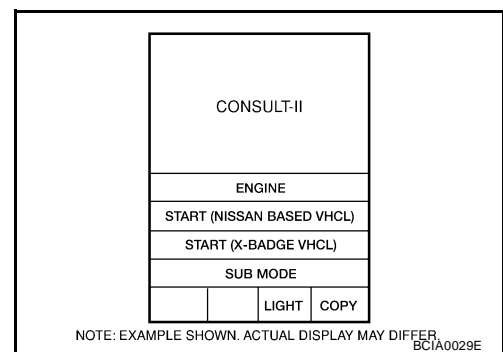 CONSULT-II
ENGINE
START (NISSAN BASED VHCL)
START (X-BADGE VHCL)
SUB MODE
LIGHT COPY
NOTE: EXAMPLE SHOWN. ACTUAL DISPLAY MAY DIFFER.
BCIA0029E